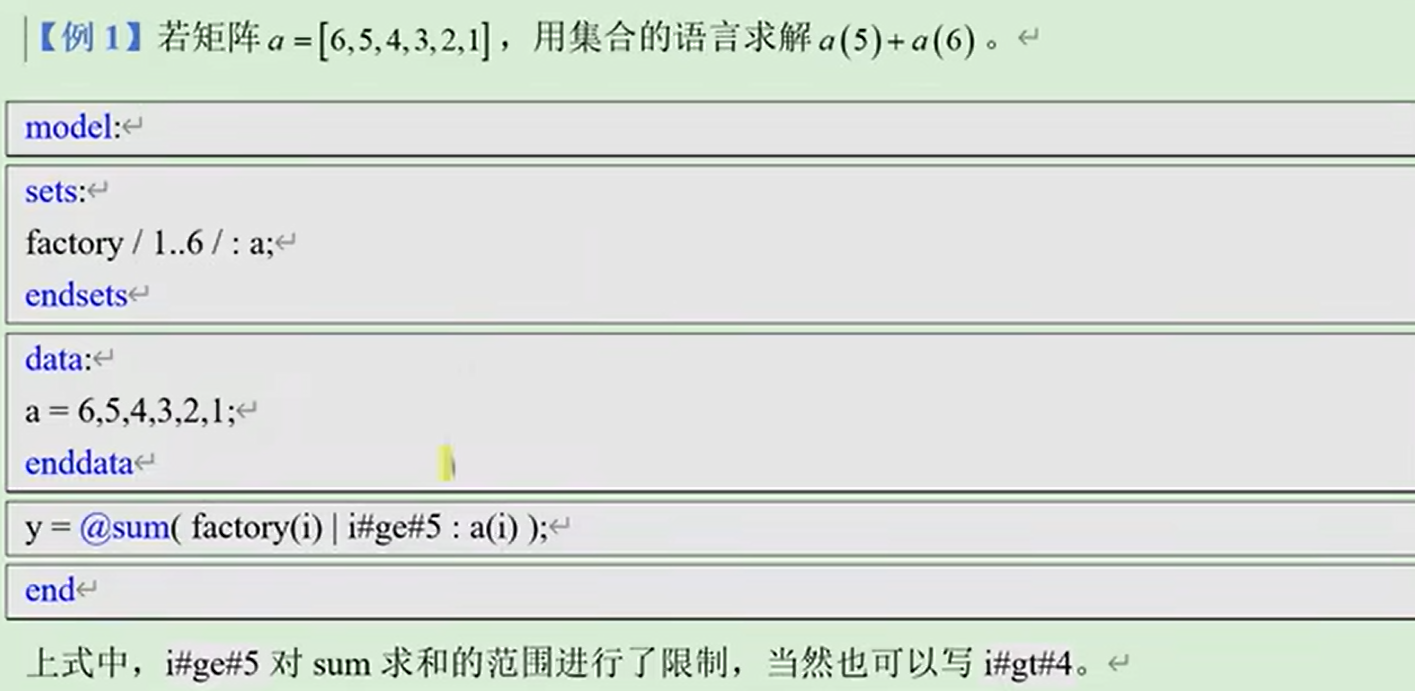 【例 1】若矩阵 a = [6,5,4,3,2,1]，用集合的语言求解 a(5)+a(6)。↵
model:↵
sets:↵
factory / 1..6 / : a;↵
endsets↵
data:↵
a = 6,5,4,3,2,1;↵
enddata↵
y = @sum( factory(i) | i#ge#5 : a(i) );↵
end↵
上式中，i#ge#5 对 sum 求和的范围进行了限制，当然也可以写 i#gt#4。↵